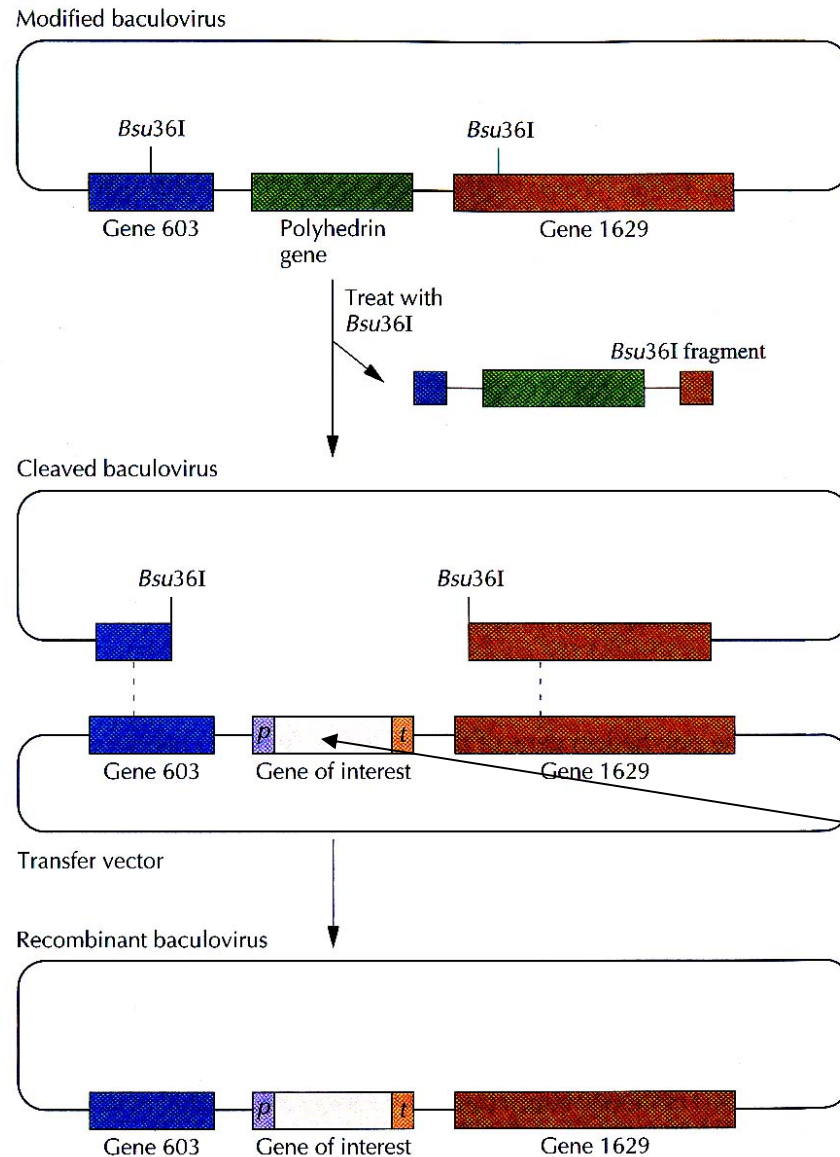 Modified baculovirus
Bsu36I
Bsu36I
Gene 603
Polyhedrin
gene
Gene 1629
Treat with
Bsu36I
Bsu36I fragment
Cleaved baculovirus
Bsu36I
Bsu36I
p
t
Gene 603
Gene of interest
Gene 1629
Transfer vector
Recombinant baculovirus
p
t
Gene 603
Gene of interest
Gene 1629